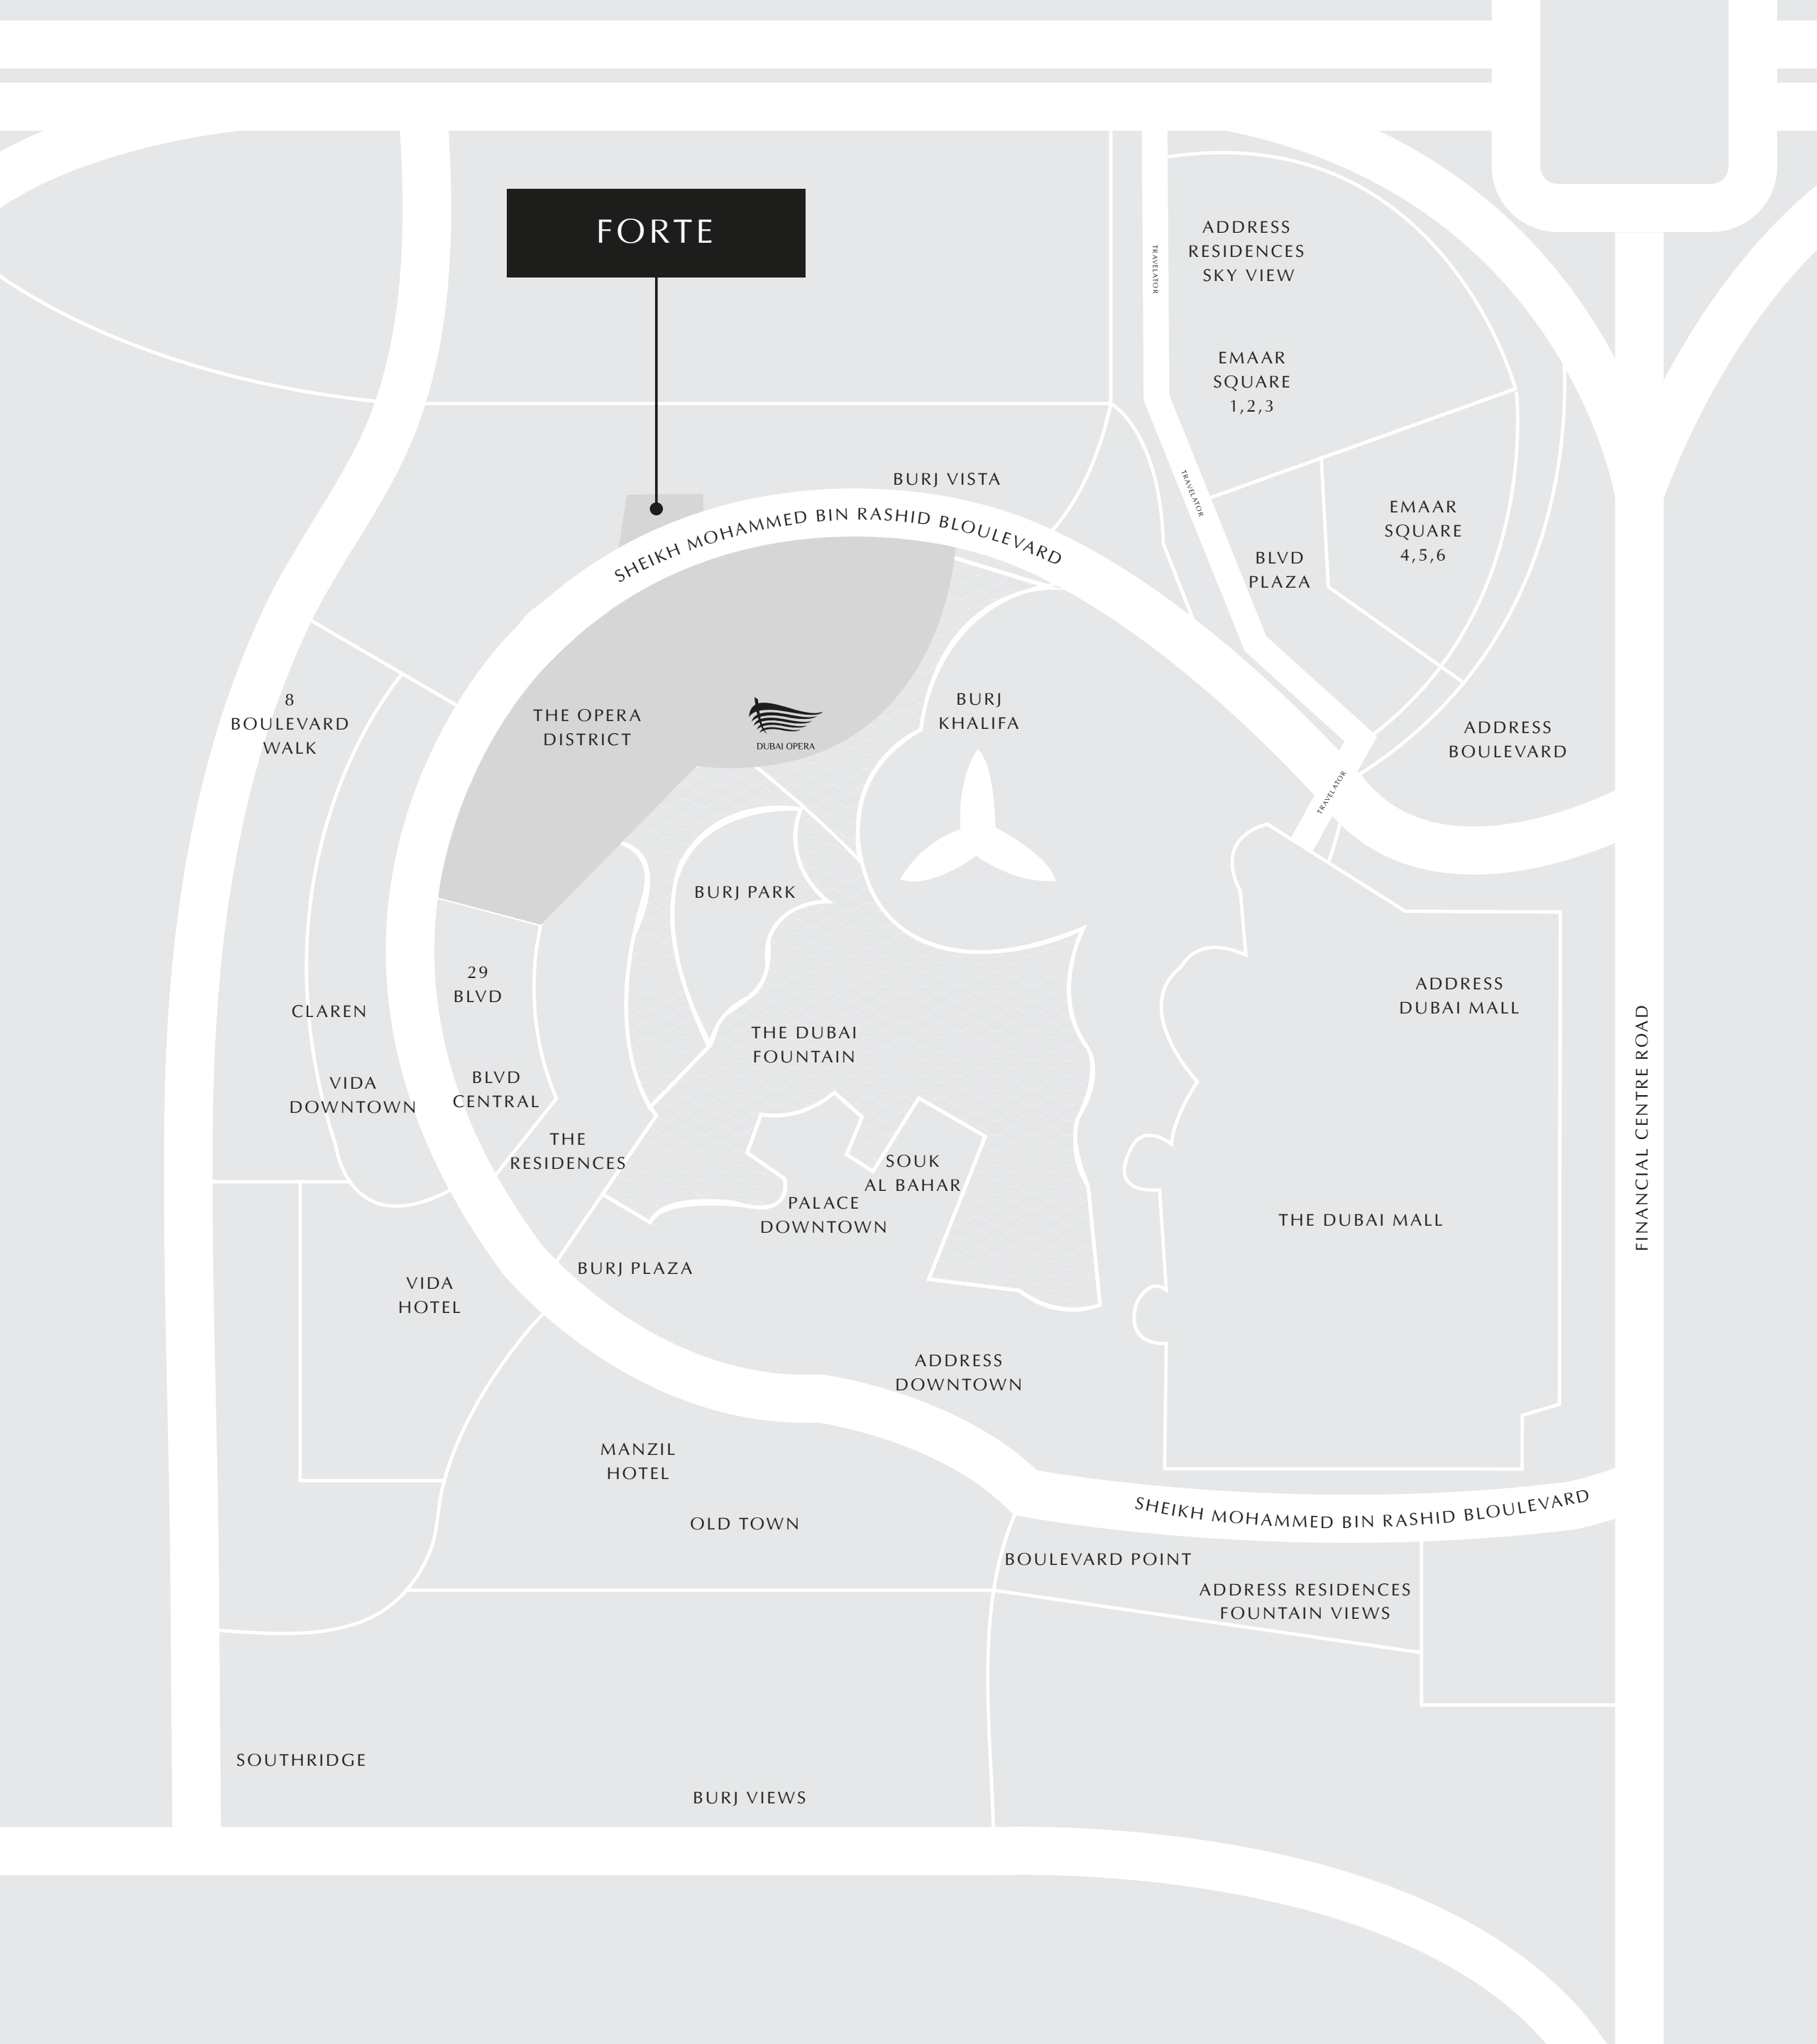 FORTE
ADDRESS
RESIDENCES
SKY VIEW
TRAVELATOR
EMAAR
SQUARE
1,2,3
BURJ VISTA
TRAVELATOR
SHEIKH MOHAMMED BIN RASHID BLOULEVARD
EMAAR
SQUARE
4,5,6
BLVD
PLAZA
8
BOULEVARD
WALK
THE OPERA
DISTRICT
DUBAI OPERA
BURJ
KHALIFA
ADDRESS
BOULEVARD
TRAVELATOR
BURJ PARK
29
BLVD
CLAREN
ADDRESS
DUBAI MALL
THE DUBAI
FOUNTAIN
VIDA
DOWNTOWN
BLVD
CENTRAL
FINANCIAL CENTRE ROAD
THE
RESIDENCES
SOUK
AL BAHAR
PALACE
DOWNTOWN
THE DUBAI MALL
BURJ PLAZA
VIDA
HOTEL
ADDRESS
DOWNTOWN
MANZIL
HOTEL
OLD TOWN
SHEIKH MOHAMMED BIN RASHID BLOULEVARD
BOULEVARD POINT
ADDRESS RESIDENCES
FOUNTAIN VIEWS
SOUTHRIDGE
BURJ VIEWS